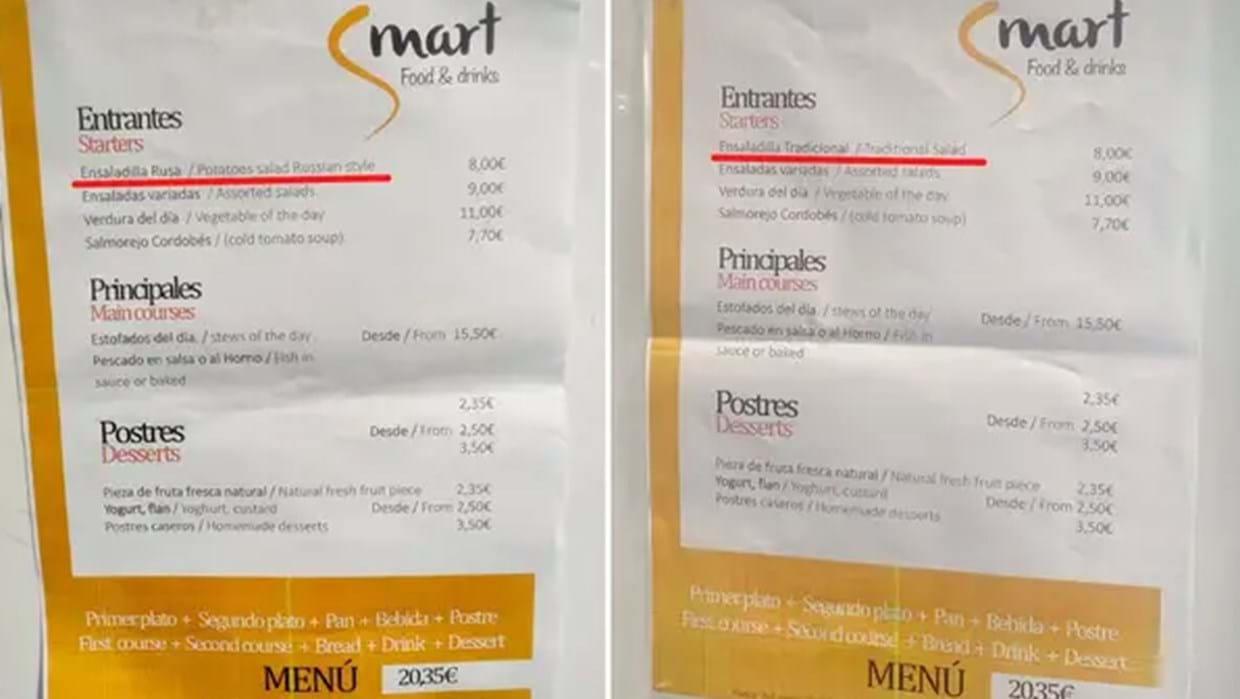 Smart
Food & drinks
Entrantes
Starters
Ensaladilla Rusa / Potatoes salad Russian style 8,00€
Ensaladas variadas / Assorted salads 9,00€
Verdura del día / Vegetable of the day 11,00€
Salmorejo Cordobés / (cold tomato soup) 7,70€
Principales
Main courses
Estofados del día / stews of the day Desde / From 15,50€
Pescado en salsa o al Horno / Fish in
sauce or baked
2,35€
Postres Desde / From 2,50€
Desserts 3,50€
Pieza de fruta fresca natural / Natural fresh fruit piece 2,35€
Yogurt, flan / Yoghurt, custard Desde / From 2,50€
Postres caseros / Homemade desserts 3,50€
Primer plato + Segundo plato + Pan + Bebida + Postre
First course + Second course + Bread + Drink + Dessert
MENÚ 20,35€
Smart
Food & drinks
Entrantes
Starters
Ensaladilla Tradicional / Traditional Salad 8,00€
Ensaladas variadas / Assorted salads 9,00€
Verdura del día / Vegetable of the day 11,00€
Salmorejo Cordobés / (cold tomato soup) 7,70€
Principales
Main courses
Estofados del día / stews of the day Desde / From 15,50€
Pescado en salsa o al Horno / Fish in
sauce or baked
2,35€
Postres Desde / From 2,50€
Desserts 3,50€
Pieza de fruta fresca natural / Natural fresh fruit piece 2,35€
Yogurt, flan / Yoghurt, custard Desde / From 2,50€
Postres caseros / Homemade desserts 3,50€
Primer plato + Segundo plato + Pan + Bebida + Postre
First course + Second course + Bread + Drink + Dessert
MENÚ 20,35€